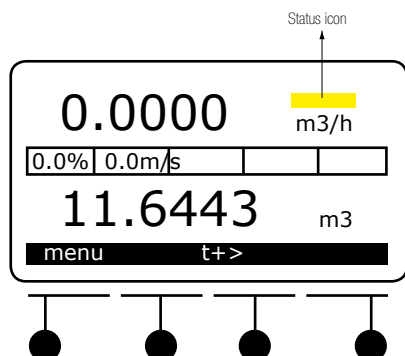 Status icon
0.0000 m3/h
0.0% 0.0m/s
11.6443 m3
menu t+>